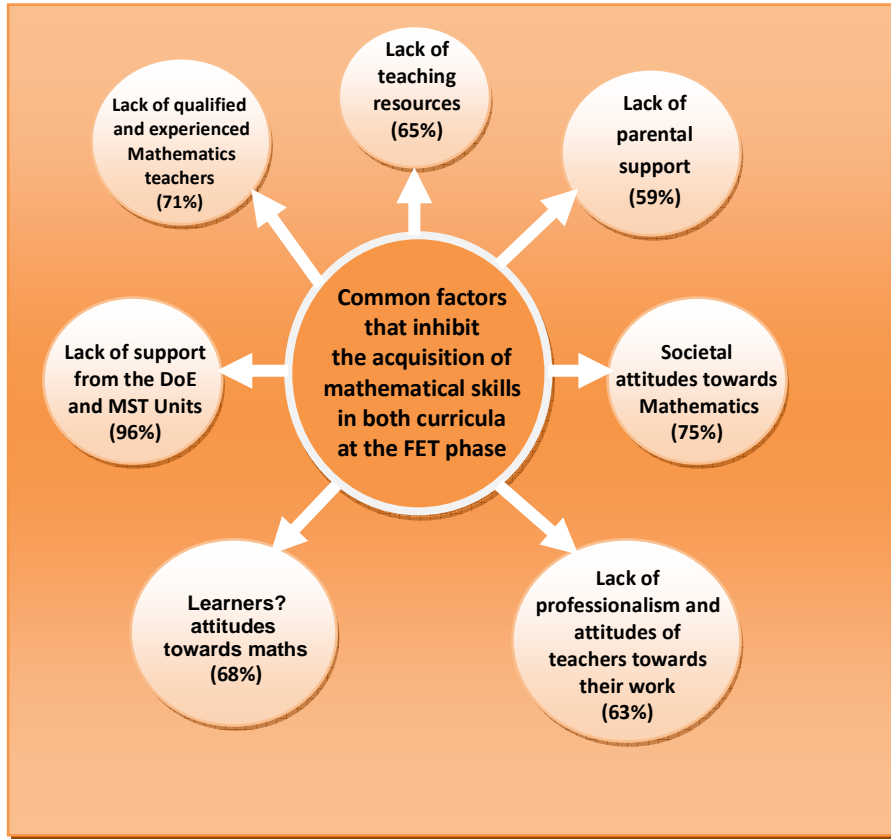 Lack of
teaching
resources
(65%)
Lack of qualified
and experienced
Mathematics
teachers
(71%)
Lack of
parental
support
(59%)
Common factors
that inhibit
the acquisition of
mathematical skills
in both curricula
at the FET phase
Lack of support
from the DoE
and MST Units
(96%)
Societal
attitudes towards
Mathematics
(75%)
Learners?
attitudes
towards maths
(68%)
Lack of
professionalism and
attitudes of
teachers towards
their work
(63%)